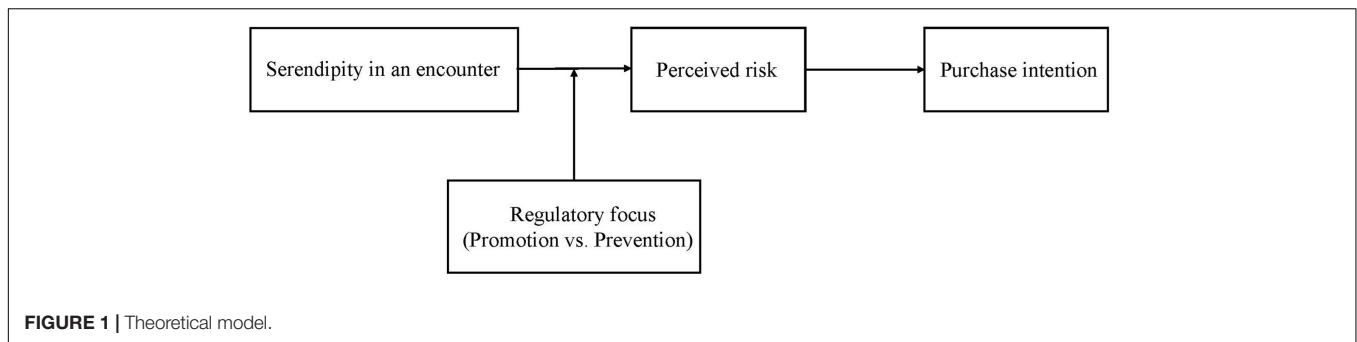 Serendipity in an encounter
Perceived risk
Purchase intention
Regulatory focus
(Promotion vs. Prevention)
FIGURE 1 | Theoretical model.